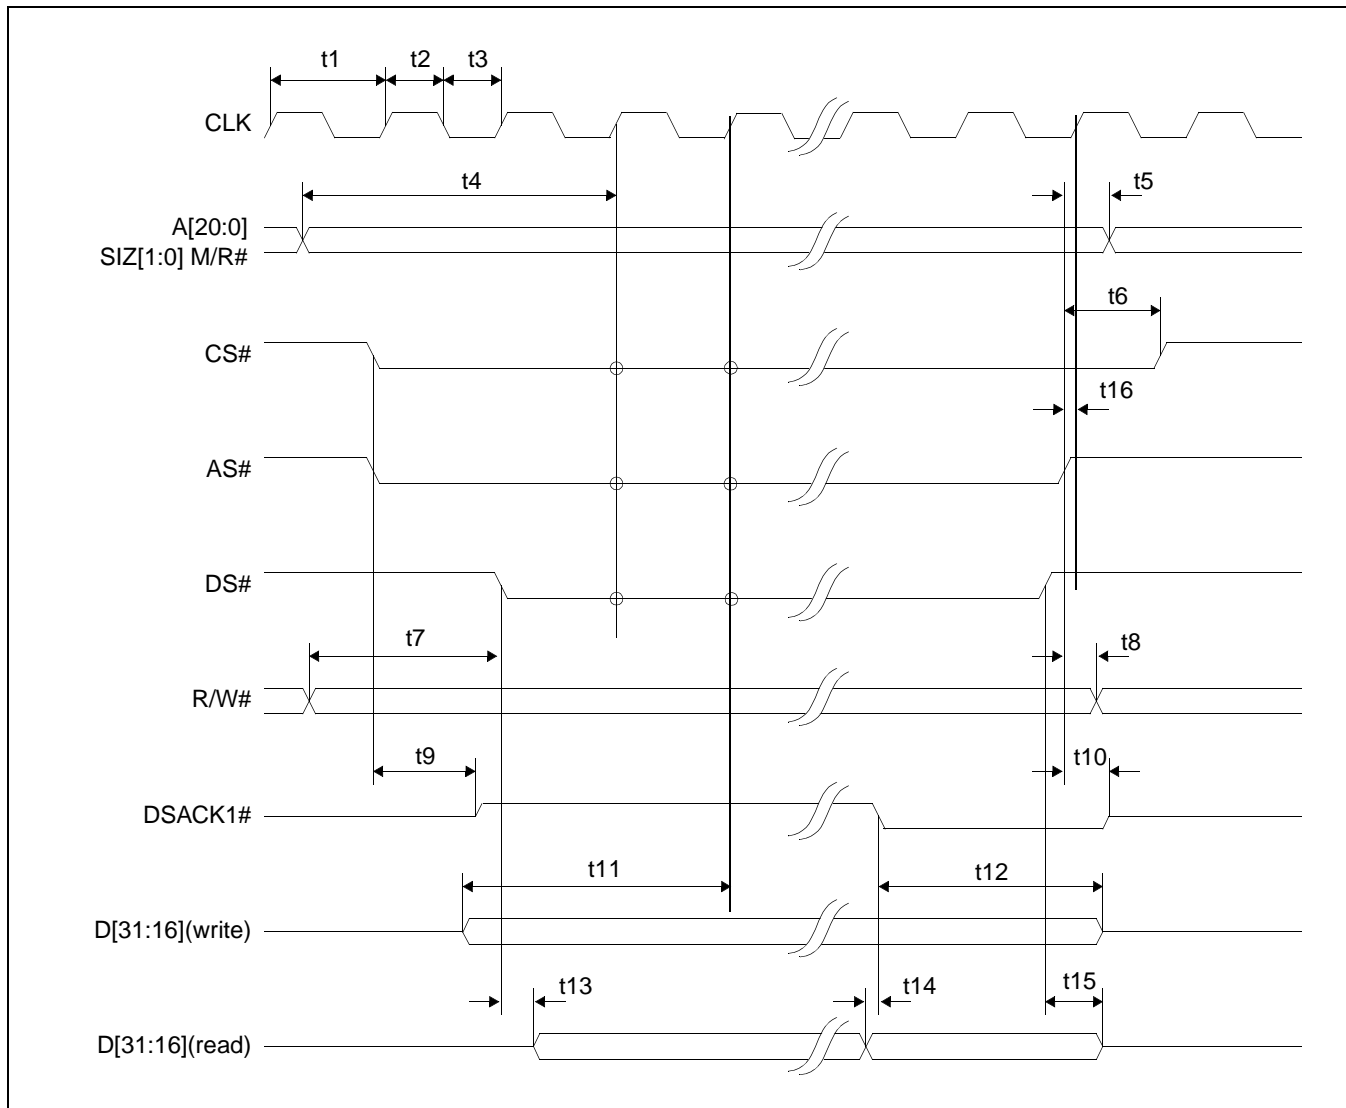 t1 t2 t3
CLK
t4 t5
A[20:0]
SIZ[1:0] M/R#
t6
CS#
t16
AS#
DS#
t7 t8
R/W#
t9 t10
DSACK1#
t11 t12
D[31:16](write)
t13 t14 t15
D[31:16](read)